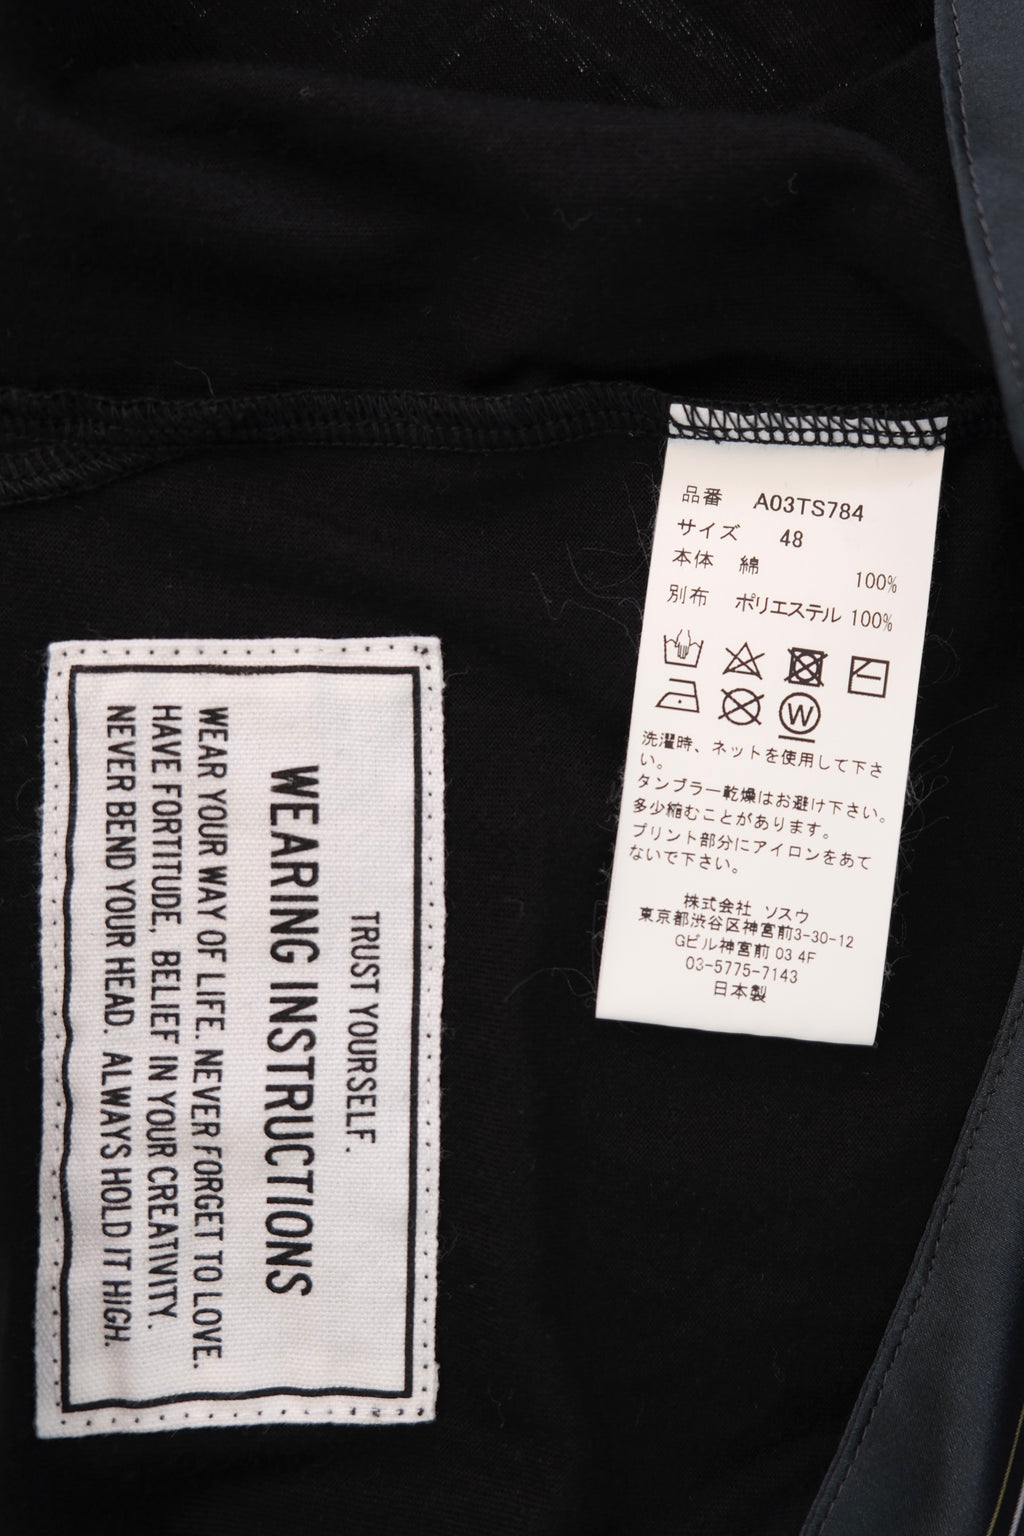 TRUST YOURSELF.
WEARING INSTRUCTIONS
WEAR YOUR WAY OF LIFE. NEVER FORGET TO LOVE.
HAVE FORTITUDE, BELIEF IN YOUR CREATIVITY.
NEVER BEND YOUR HEAD. ALWAYS HOLD IT HIGH.
品番 A03TS784
サイズ 48
本体 綿 100%
別布 ポリエステル 100%
W
洗濯時、ネットを使用して下さ
い。
タンブラー乾燥はお避け下さい。
多少縮むことがあります。
プリント部分にアイロンをあて
ないで下さい。
株式会社 ソスウ
東京都渋谷区神宮前3-30-12
Gビル神宮前 03 4F
03-5775-7143
日本製